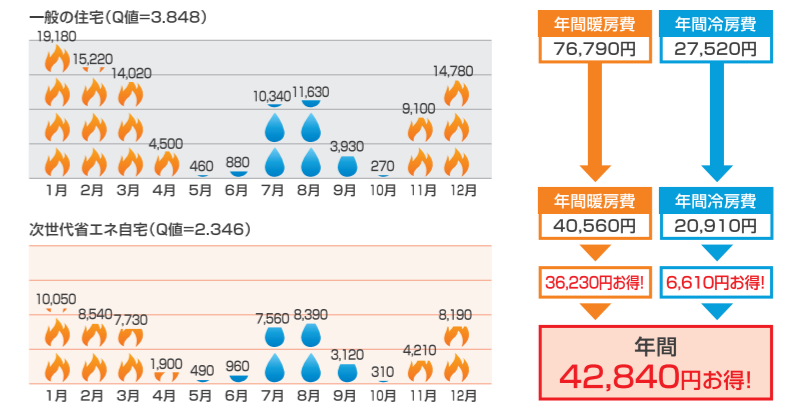 一般の住宅（Q値=3.848）
19,180
15,220
14,020
4,500
460
880
10,340
11,630
3,930
270
9,100
14,780
1月 2月 3月 4月 5月 6月 7月 8月 9月 10月 11月 12月
次世代省エネ自宅（Q値=2.346）
10,050
8,540
7,730
1,900
490
960
7,560
8,390
3,120
310
4,210
8,190
1月 2月 3月 4月 5月 6月 7月 8月 9月 10月 11月 12月
年間暖房費
76,790円
年間冷房費
27,520円
年間暖房費
40,560円
年間冷房費
20,910円
36,230円お得!
6,610円お得!
年間
42,840円お得!